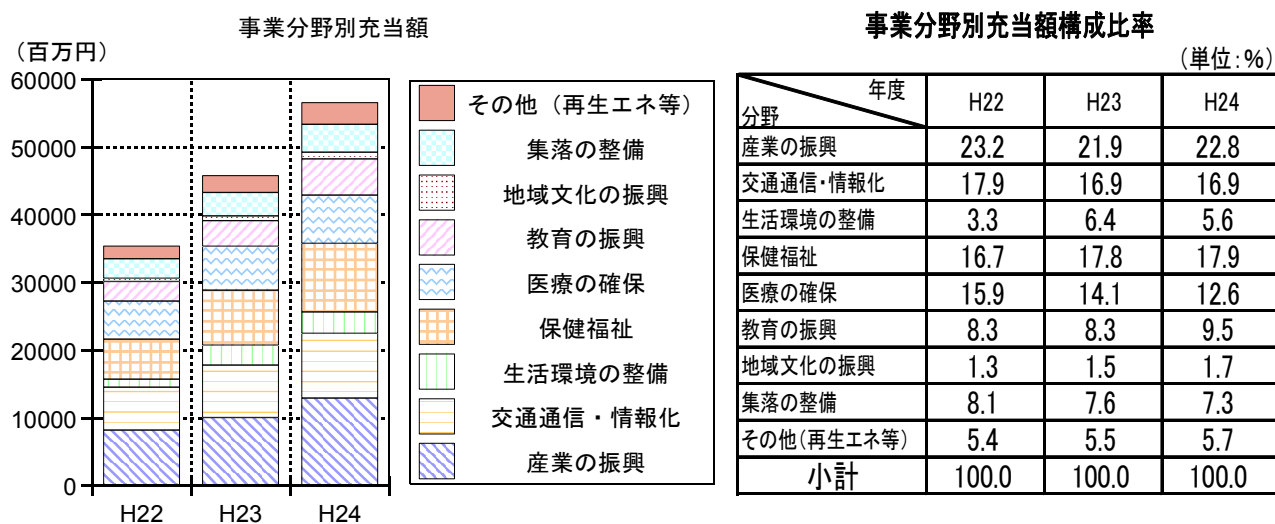 事業分野別充当額
（百万円）
60000
50000
40000
30000
20000
10000
0
H22
H23
H24
その他（再生エネ等）
集落の整備
地域文化の振興
教育の振興
医療の確保
保健福祉
生活環境の整備
交通通信・情報化
産業の振興
事業分野別充当額構成比率
（単位：％）
年度
分野
H22 H23 H24
産業の振興 23.2 21.9 22.8
交通通信・情報化 17.9 16.9 16.9
生活環境の整備 3.3 6.4 5.6
保健福祉 16.7 17.8 17.9
医療の確保 15.9 14.1 12.6
教育の振興 8.3 8.3 9.5
地域文化の振興 1.3 1.5 1.7
集落の整備 8.1 7.6 7.3
その他（再生エネ等） 5.4 5.5 5.7
小計 100.0 100.0 100.0